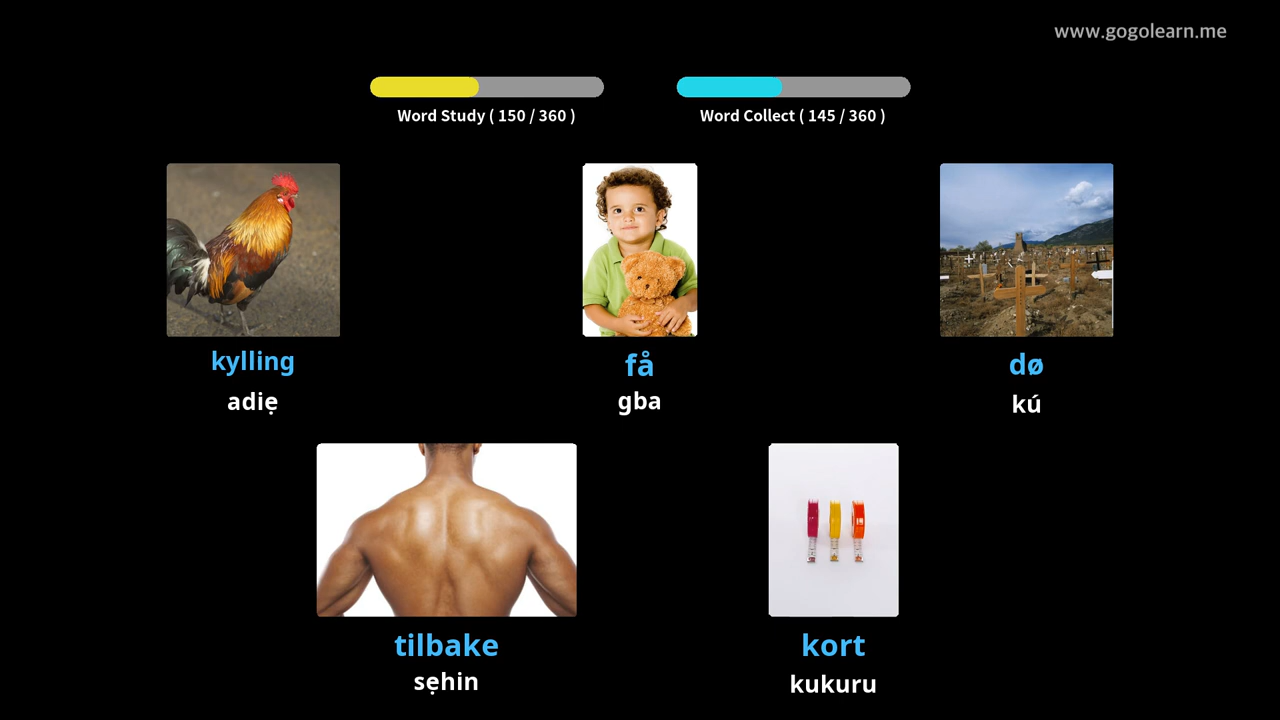 www.gogolearn.me
Word Study ( 150 / 360 )
Word Collect ( 145 / 360 )
kylling
adiẹ
få
gba
dø
kú
tilbake
sẹhin
kort
kukuru